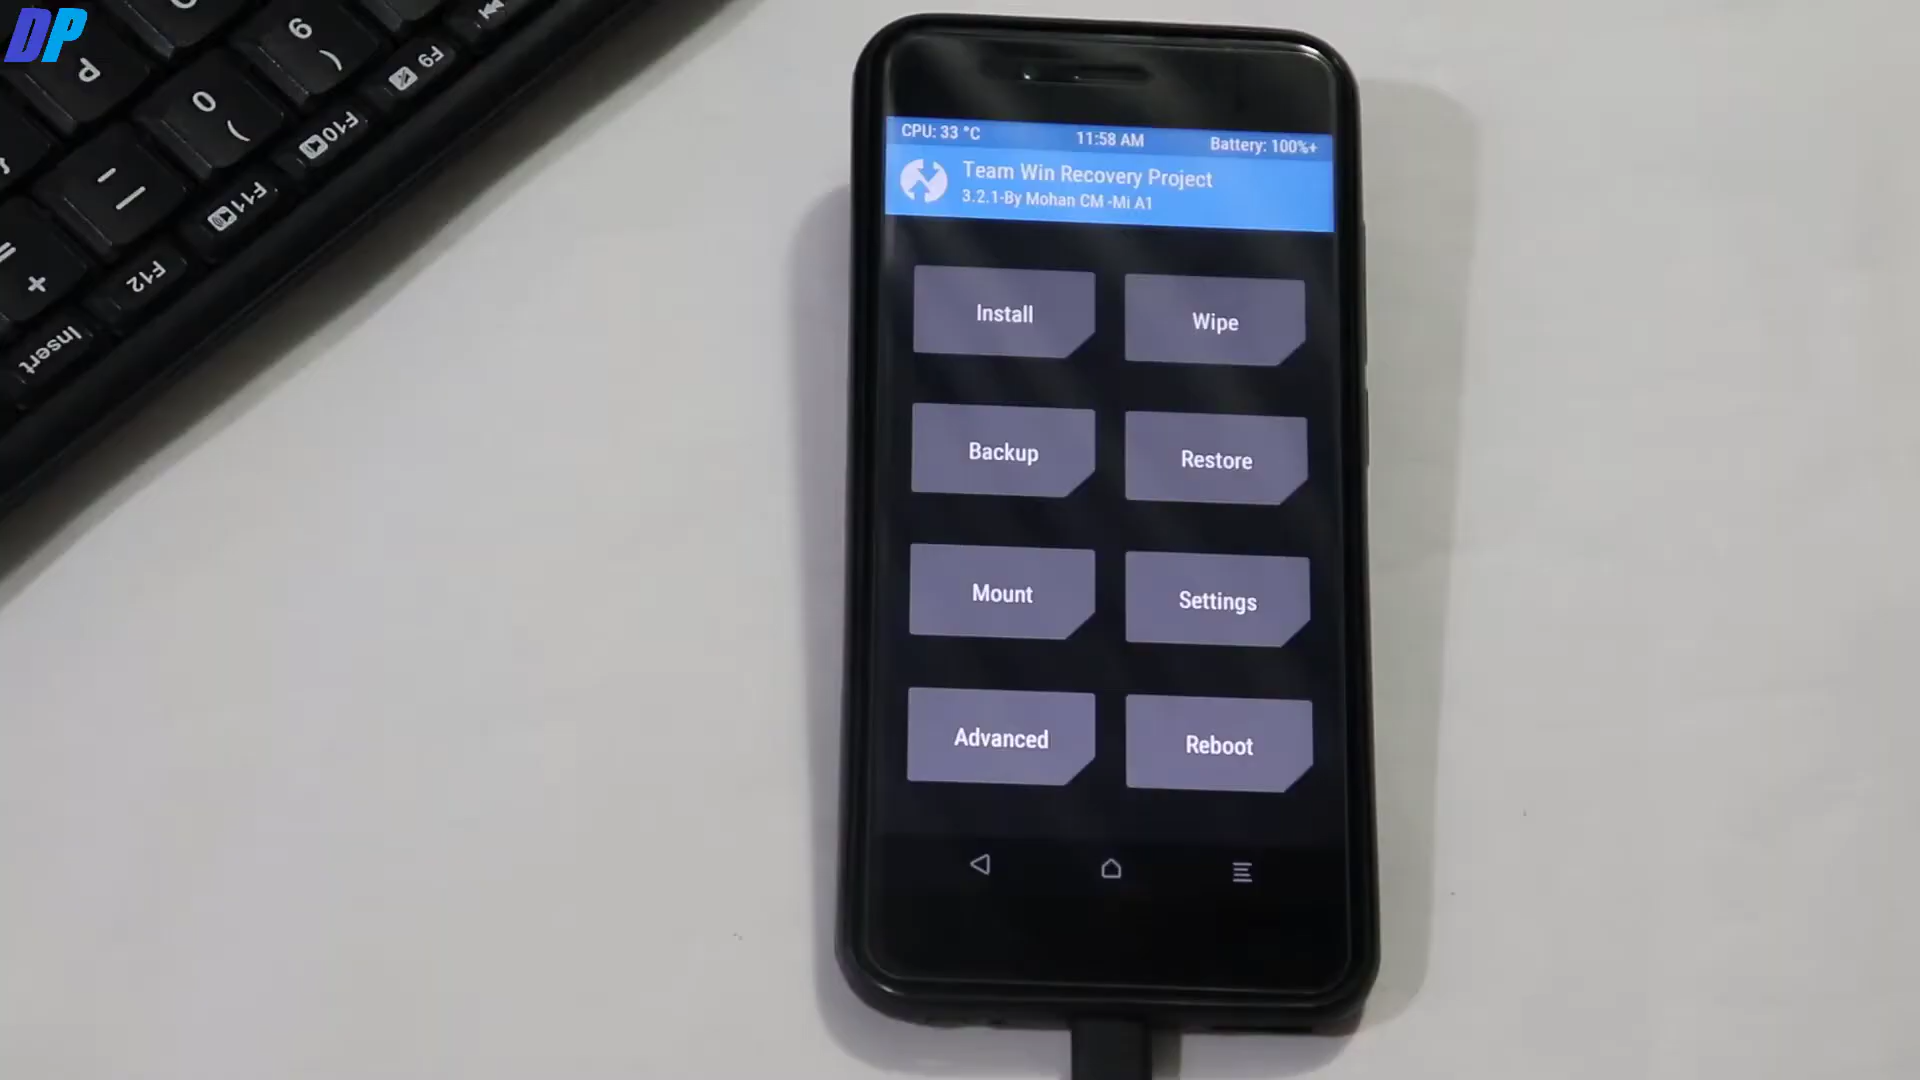 DP
P
9
(
0
)
F9
F10
F11
F12
=
+
Insert
CPU: 33 °C
11:58 AM
Battery: 100%+
Team Win Recovery Project
3.2.1-By Mohan CM -Mi A1
Install
Wipe
Backup
Restore
Mount
Settings
Advanced
Reboot